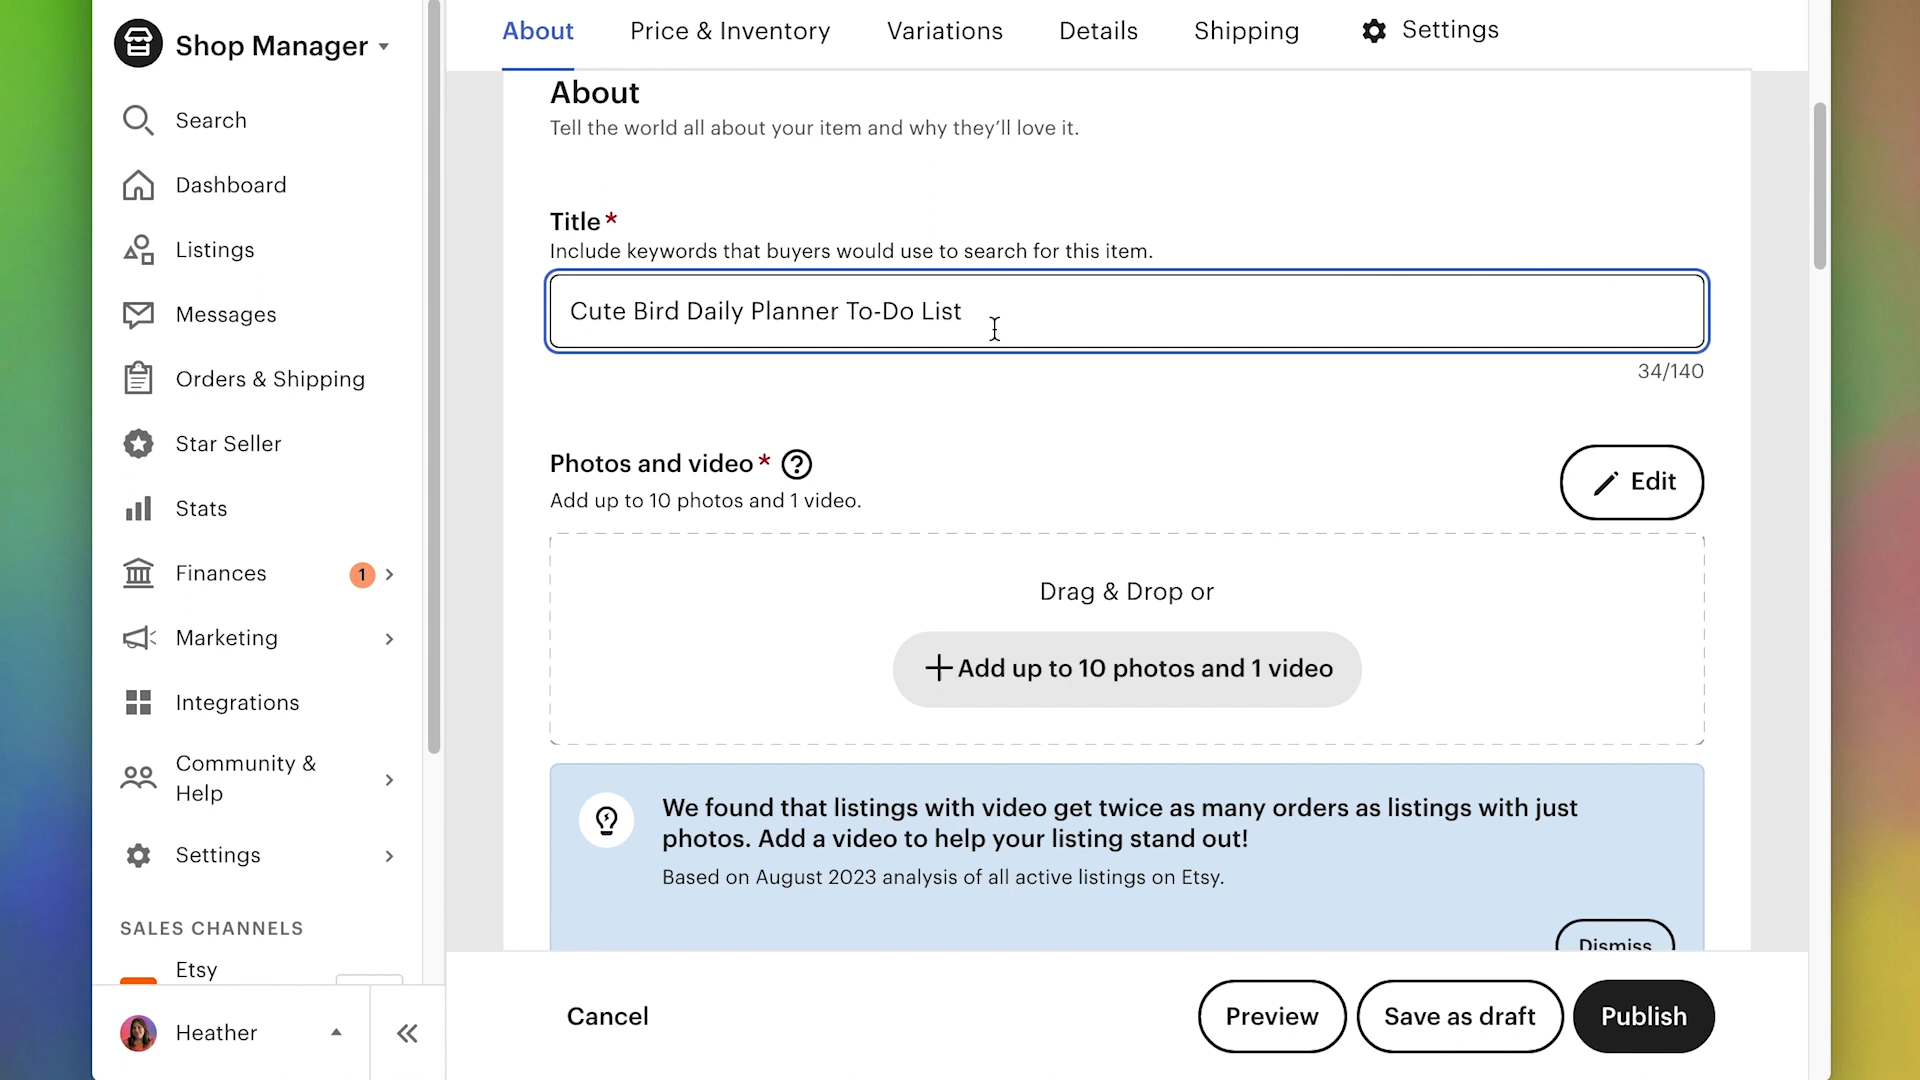 Shop Manager
Search
Dashboard
Listings
Messages
Orders & Shipping
Star Seller
Stats
Finances
1
Marketing
Integrations
Community &
Help
Settings
SALES CHANNELS
Etsy
Heather
About
Price & Inventory
Variations
Details
Shipping
Settings
About
Tell the world all about your item and why they’ll love it.
Title*
Include keywords that buyers would use to search for this item.
Cute Bird Daily Planner To-Do List
34/140
Photos and video*
Add up to 10 photos and 1 video.
Edit
Drag & Drop or
+Add up to 10 photos and 1 video
We found that listings with video get twice as many orders as listings with just
photos. Add a video to help your listing stand out!
Based on August 2023 analysis of all active listings on Etsy.
Dismiss
Cancel
Preview
Save as draft
Publish